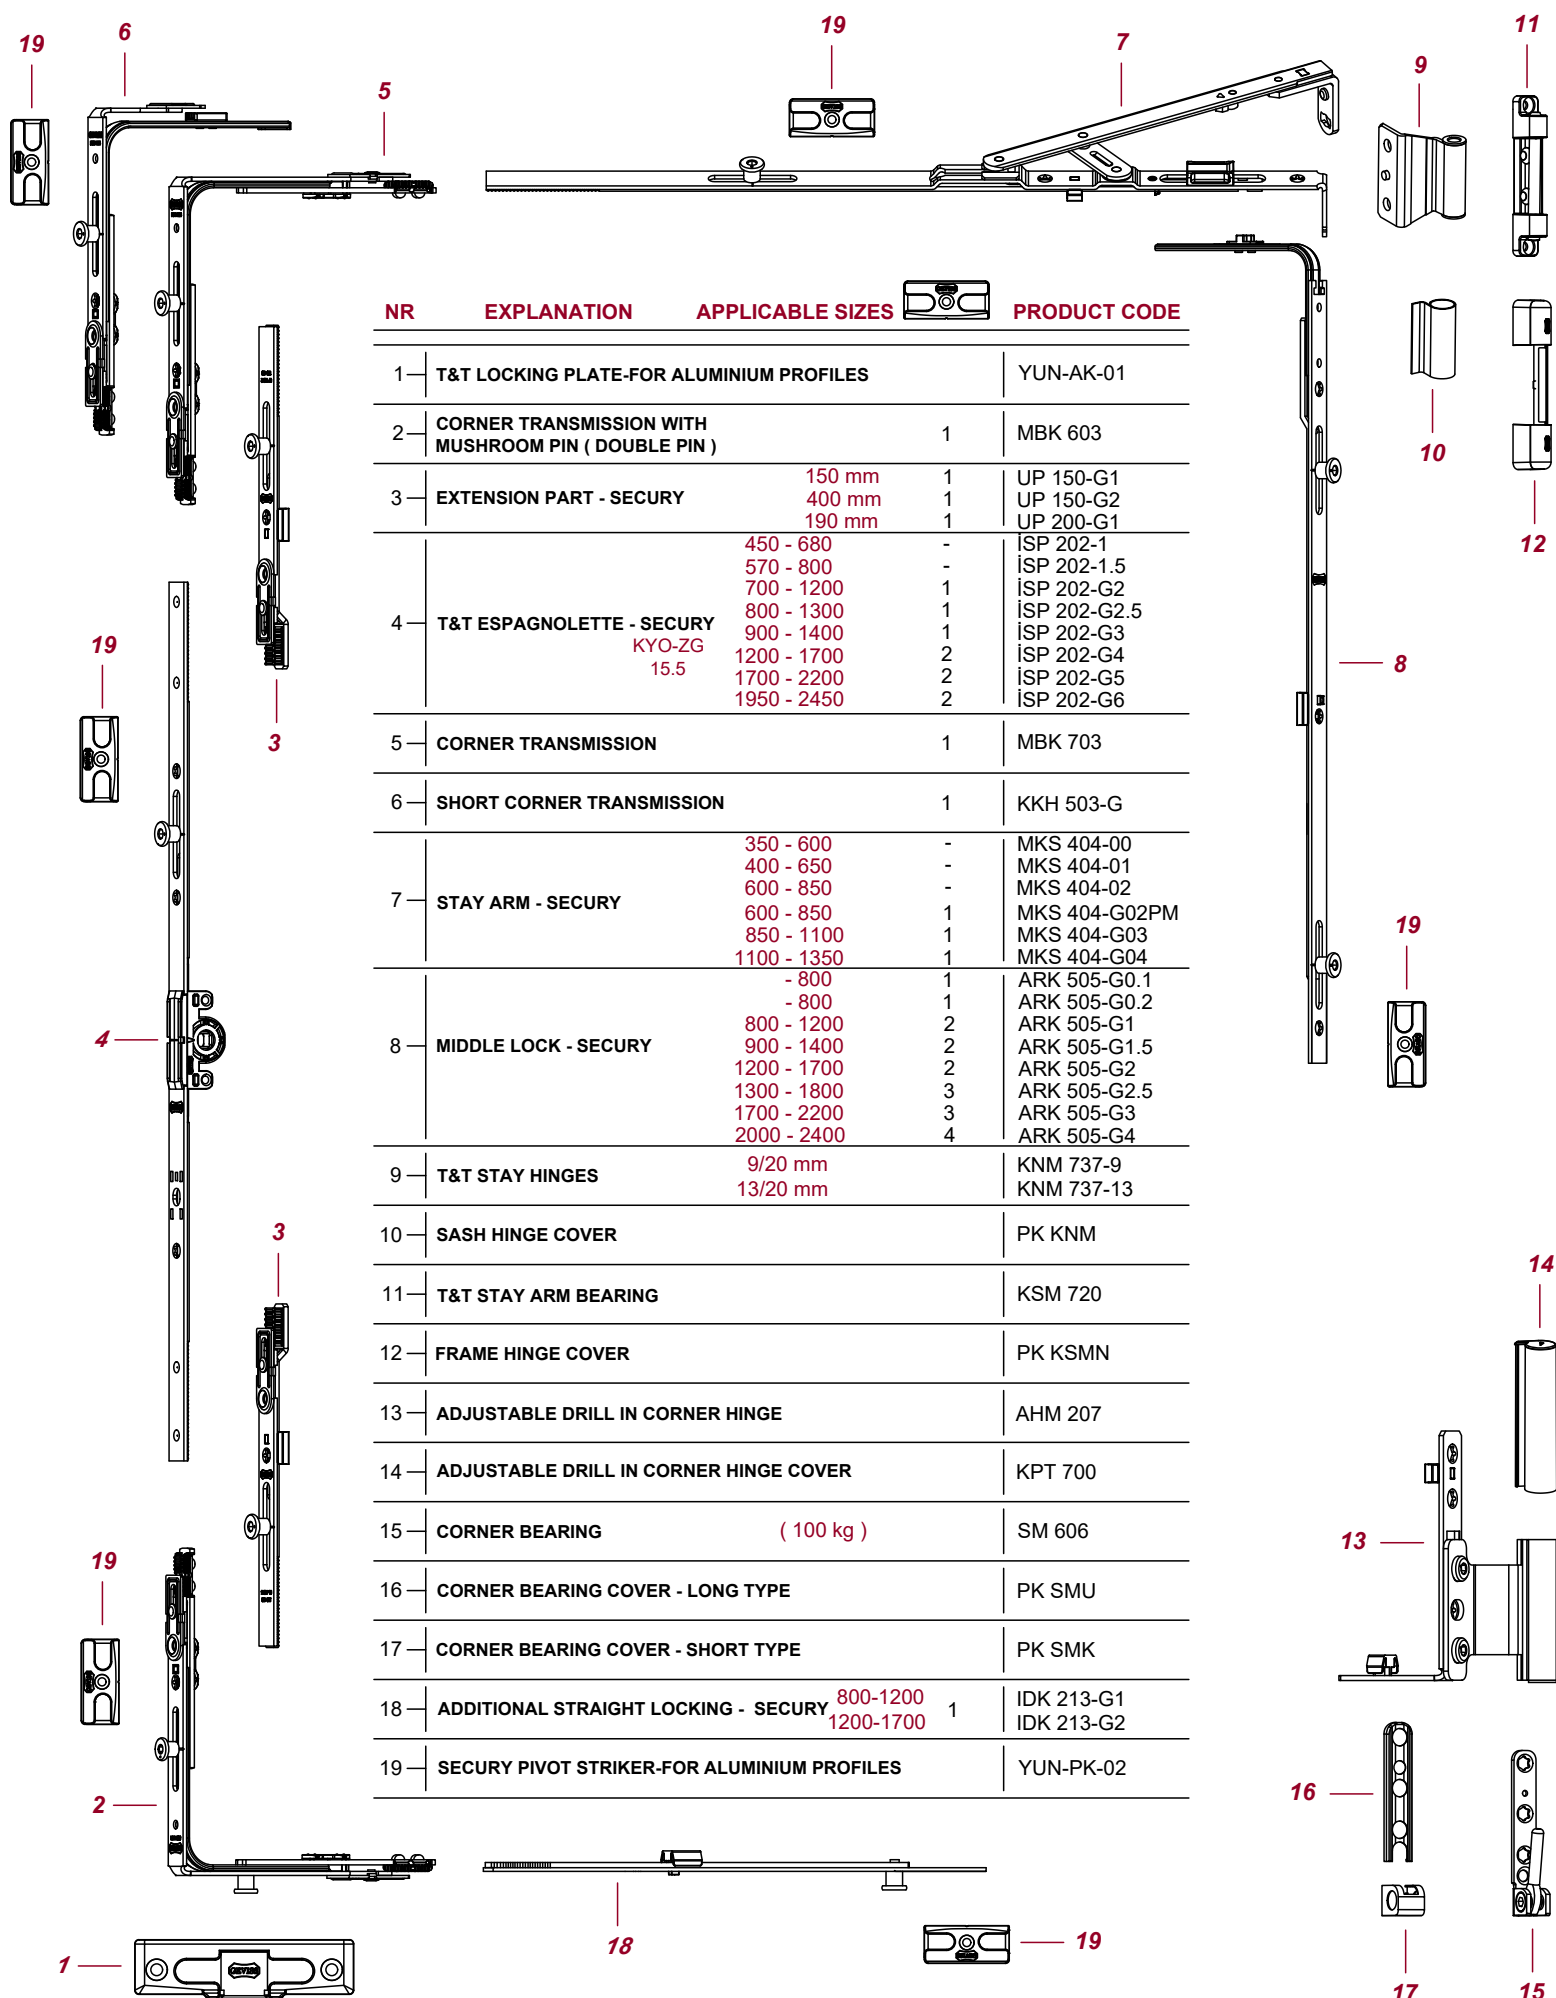 19
6
5
19
7
9
11
NR EXPLANATION APPLICABLE SIZES PRODUCT CODE
1 T&T LOCKING PLATE-FOR ALUMINIUM PROFILES YUN-AK-01
2 CORNER TRANSMISSION WITH
MUSHROOM PIN ( DOUBLE PIN ) 1 MBK 603
3 EXTENSION PART - SECURY
150 mm 1 UP 150-G1
400 mm 1 UP 150-G2
190 mm 1 UP 200-G1
4 T&T ESPAGNOLETTE - SECURY
KYO-ZG
15.5
450 - 680 - İSP 202-1
570 - 800 - İSP 202-1.5
700 - 1200 1 İSP 202-G2
800 - 1300 1 İSP 202-G2.5
900 - 1400 1 İSP 202-G3
1200 - 1700 2 İSP 202-G4
1700 - 2200 2 İSP 202-G5
1950 - 2450 2 İSP 202-G6
5 CORNER TRANSMISSION 1 MBK 703
6 SHORT CORNER TRANSMISSION 1 KKH 503-G
7 STAY ARM - SECURY
350 - 600 - MKS 404-00
400 - 650 - MKS 404-01
600 - 850 - MKS 404-02
600 - 850 1 MKS 404-G02PM
850 - 1100 1 MKS 404-G03
1100 - 1350 1 MKS 404-G04
8 MIDDLE LOCK - SECURY
- 800 1 ARK 505-G0.1
- 800 1 ARK 505-G0.2
800 - 1200 2 ARK 505-G1
900 - 1400 2 ARK 505-G1.5
1200 - 1700 2 ARK 505-G2
1300 - 1800 3 ARK 505-G2.5
1700 - 2200 3 ARK 505-G3
2000 - 2400 4 ARK 505-G4
9 T&T STAY HINGES
9/20 mm KNM 737-9
13/20 mm KNM 737-13
10 SASH HINGE COVER PK KNM
11 T&T STAY ARM BEARING KSM 720
12 FRAME HINGE COVER PK KSMN
13 ADJUSTABLE DRILL IN CORNER HINGE AHM 207
14 ADJUSTABLE DRILL IN CORNER HINGE COVER KPT 700
15 CORNER BEARING ( 100 kg ) SM 606
16 CORNER BEARING COVER - LONG TYPE PK SMU
17 CORNER BEARING COVER - SHORT TYPE PK SMK
18 ADDITIONAL STRAIGHT LOCKING - SECURY
800-1200 1 IDK 213-G1
1200-1700 IDK 213-G2
19 SECURY PIVOT STRIKER-FOR ALUMINIUM PROFILES YUN-PK-02
10
12
19
3
8
19
4
3
14
13
19
2
16
1
18
19
17
15